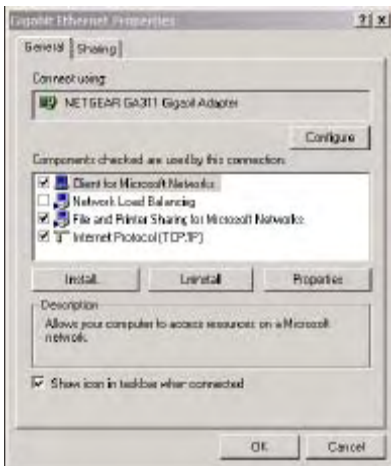 Gigabit Ethernet Properties
General
Sharing
Connect using:
NETGEAR GA311 Gigabit Adapter
Configure
Components checked are used by this connection:
Client for Microsoft Networks
Network Load Balancing
File and Printer Sharing for Microsoft Networks
Internet Protocol (TCP/IP)
Install...
Uninstall
Properties
Description
Allows your computer to access resources on a Microsoft
network.
Show icon in taskbar when connected
OK
Cancel